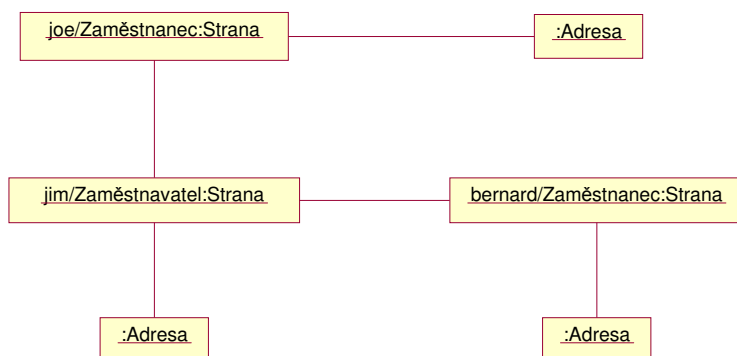 joe/Zaměstnanec:Strana
:Adresa
jim/Zaměstnavatel:Strana
bernard/Zaměstnanec:Strana
:Adresa
:Adresa